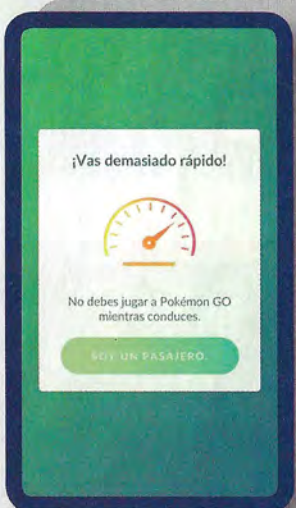 ¡Vas demasiado rápido!
No debes jugar a Pokémon GO
mientras conduces.
SOY UN PASAJERO.